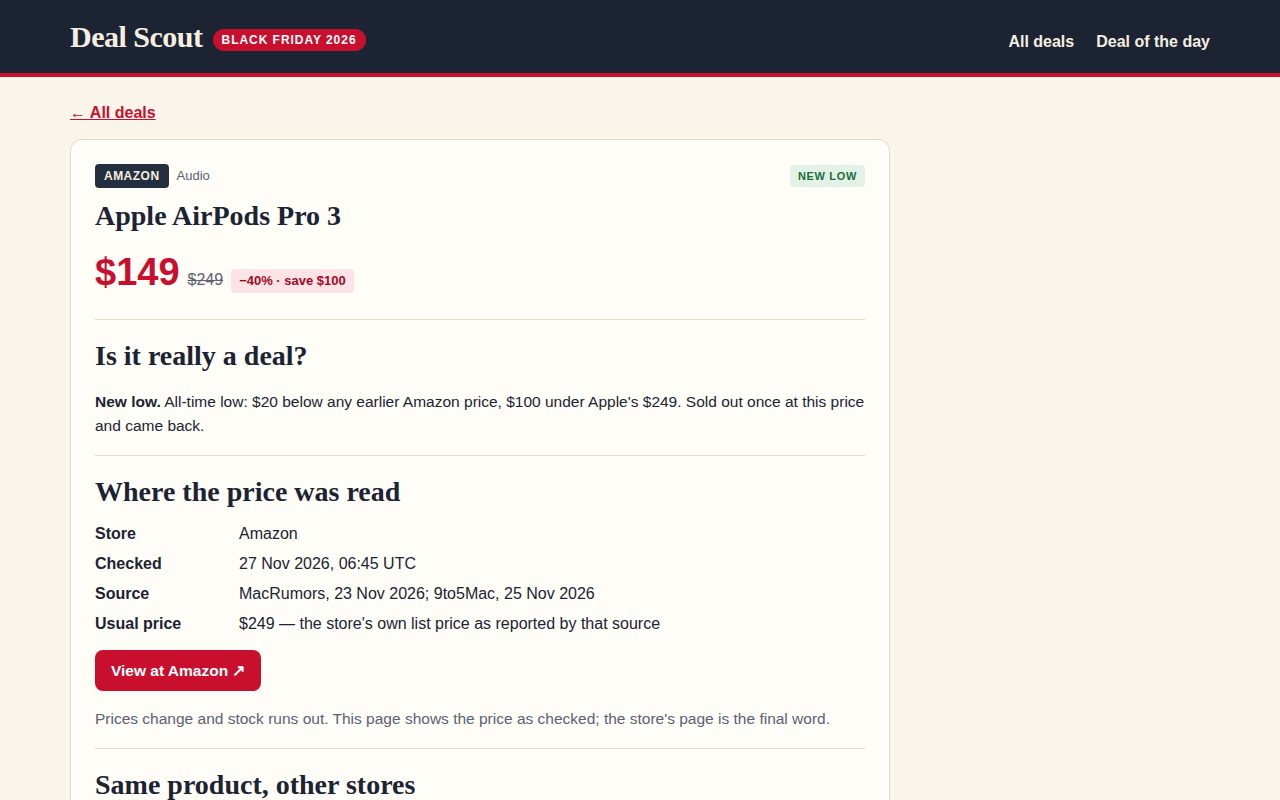 Deal Scout BLACK FRIDAY 2026
All deals Deal of the day
← All deals
AMAZON Audio NEW LOW
Apple AirPods Pro 3
$149 $249 −40% · save $100
Is it really a deal?
New low. All-time low: $20 below any earlier Amazon price, $100 under Apple's $249. Sold out once at this price
and came back.
Where the price was read
Store Amazon
Checked 27 Nov 2026, 06:45 UTC
Source MacRumors, 23 Nov 2026; 9to5Mac, 25 Nov 2026
Usual price $249 — the store's own list price as reported by that source
View at Amazon ↗
Prices change and stock runs out. This page shows the price as checked; the store's page is the final word.
Same product, other stores